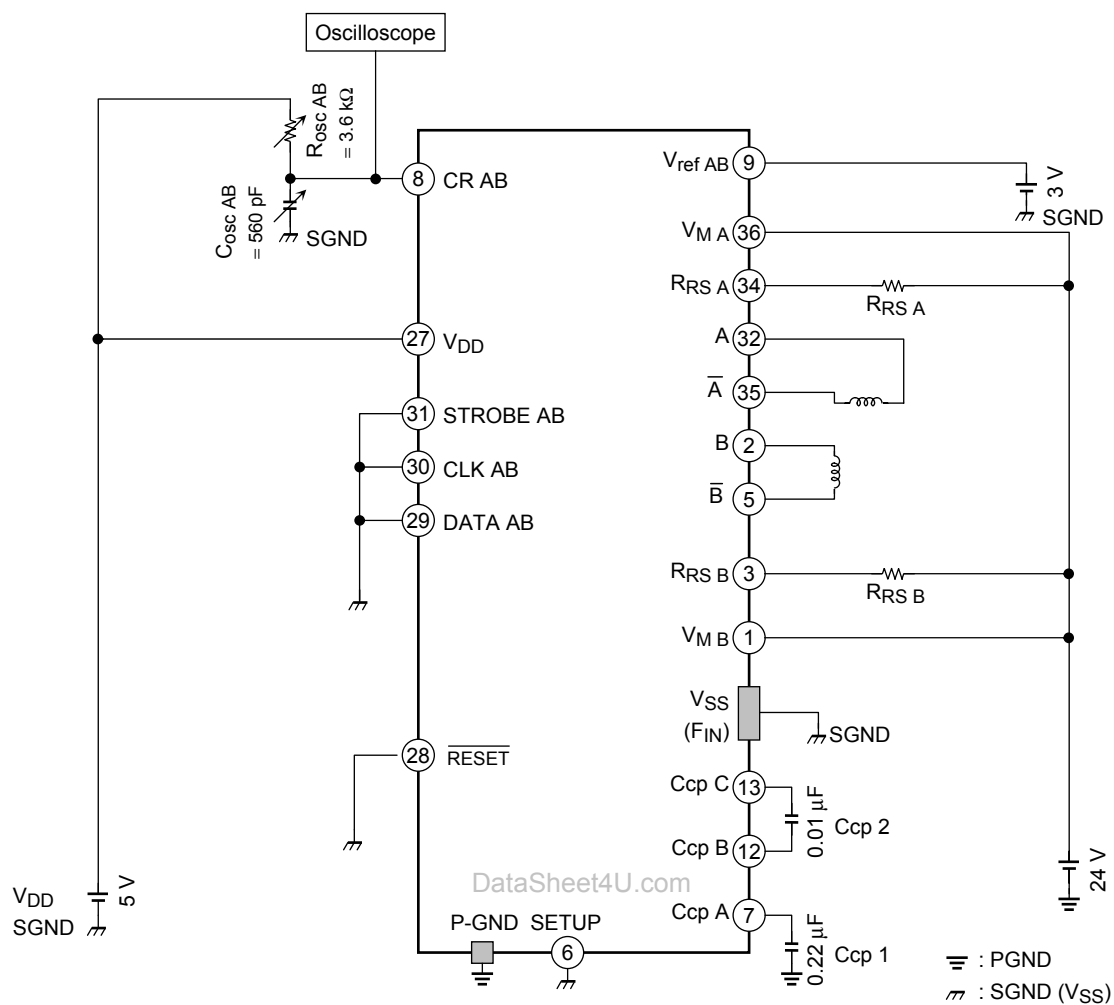 Oscilloscope
Rosc AB
= 3.6 kΩ
Cosc AB
= 560 pF
SGND
8 CR AB
27 VDD
31 STROBE AB
30 CLK AB
29 DATA AB
28 RESET
VDD
SGND
5 V
P-GND
SETUP
6
Vref AB 9
3 V
SGND
VM A 36
RRS A 34
RRS A
A 32
A 35
B 2
B 5
RRS B 3
RRS B
VM B 1
VSS
(FIN)
SGND
Ccp C 13
0.01 µF
Ccp 2
Ccp B 12
DataSheet4U.com
Ccp A 7
0.22 µF
Ccp 1
24 V
: PGND
: SGND (VSS)